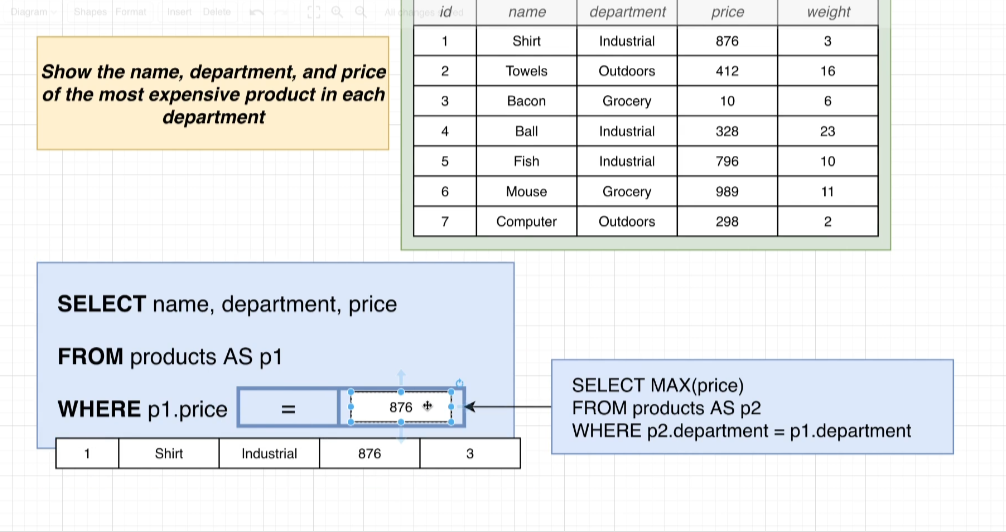 Diagram Shapes Format Insert Delete
id name department price weight
1 Shirt Industrial 876 3
2 Towels Outdoors 412 16
3 Bacon Grocery 10 6
4 Ball Industrial 328 23
5 Fish Industrial 796 10
6 Mouse Grocery 989 11
7 Computer Outdoors 298 2
Show the name, department, and price
of the most expensive product in each
department
SELECT name, department, price
FROM products AS p1
WHERE p1.price = 876
1 Shirt Industrial 876 3
SELECT MAX(price)
FROM products AS p2
WHERE p2.department = p1.department